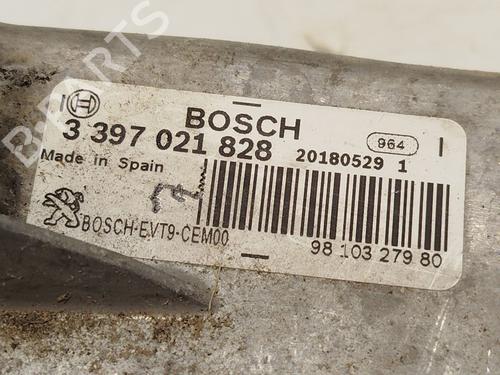 B-PARTS
BOSCH
964
3 397 021 828 20180529 1
Made in Spain
BOSCH-EVT9-CEM00
98 103 279 80